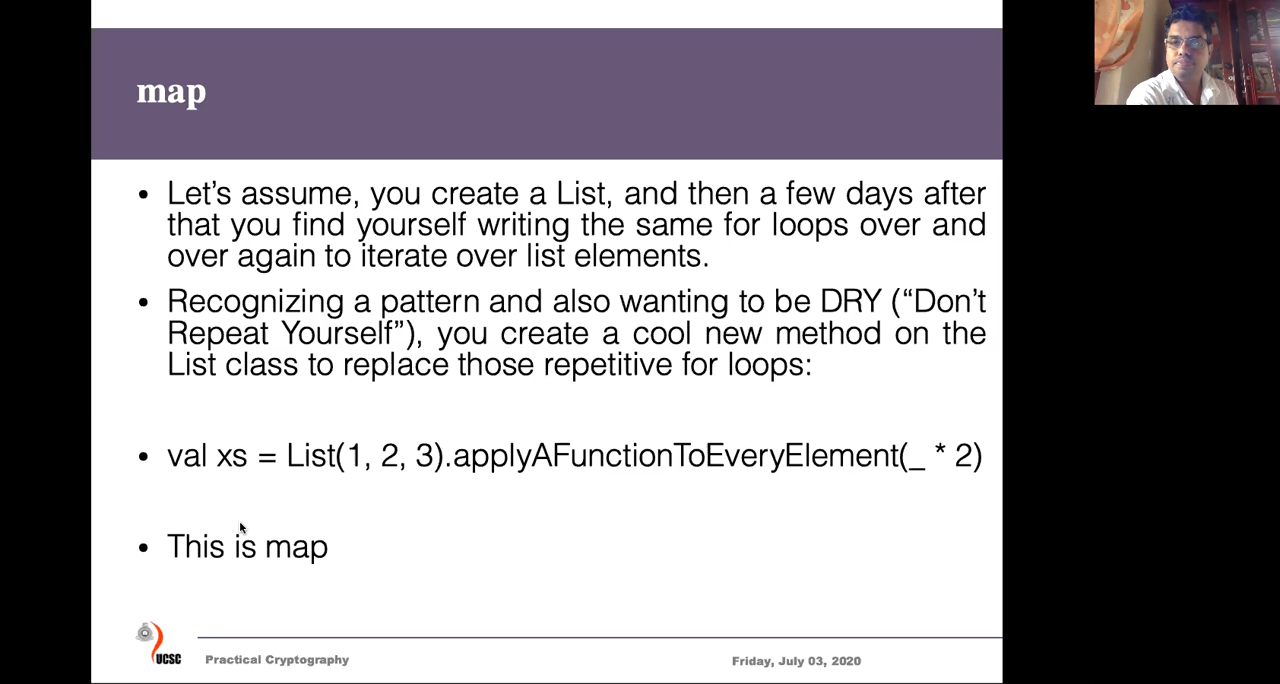 map
• Let’s assume, you create a List, and then a few days after
that you find yourself writing the same for loops over and
over again to iterate over list elements.
• Recognizing a pattern and also wanting to be DRY (“Don’t
Repeat Yourself”), you create a cool new method on the
List class to replace those repetitive for loops:
• val xs = List(1, 2, 3).applyAFunctionToEveryElement(_ * 2)
• This is map
UCSC
Practical Cryptography
Friday, July 03, 2020